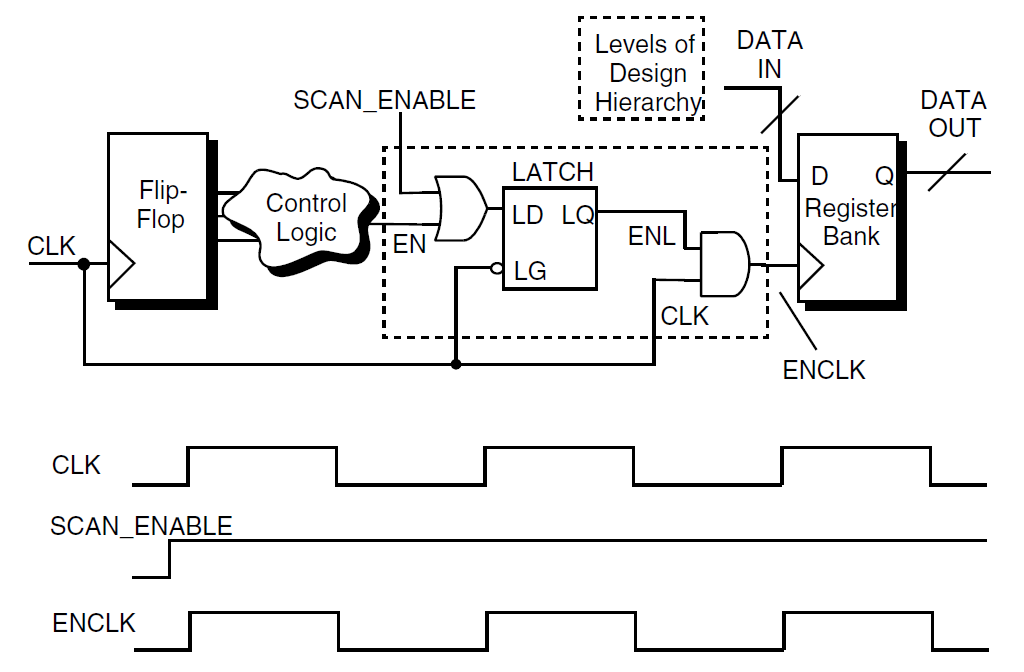 Levels of
Design
Hierarchy
DATA
IN
SCAN_ENABLE
DATA
OUT
LATCH
Flip-
Flop
Control
Logic
LD LQ
D Q
Register
Bank
CLK
EN
ENL
LG
CLK
ENCLK
CLK
SCAN_ENABLE
ENCLK